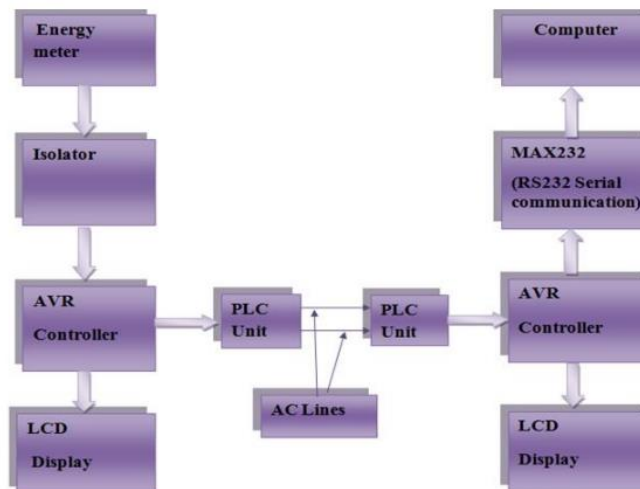 Energy
meter
Isolator
AVR
Controller
LCD
Display
PLC
Unit
AC Lines
PLC
Unit
Computer
MAX232
(RS232 Serial
communication)
AVR
Controller
LCD
Display